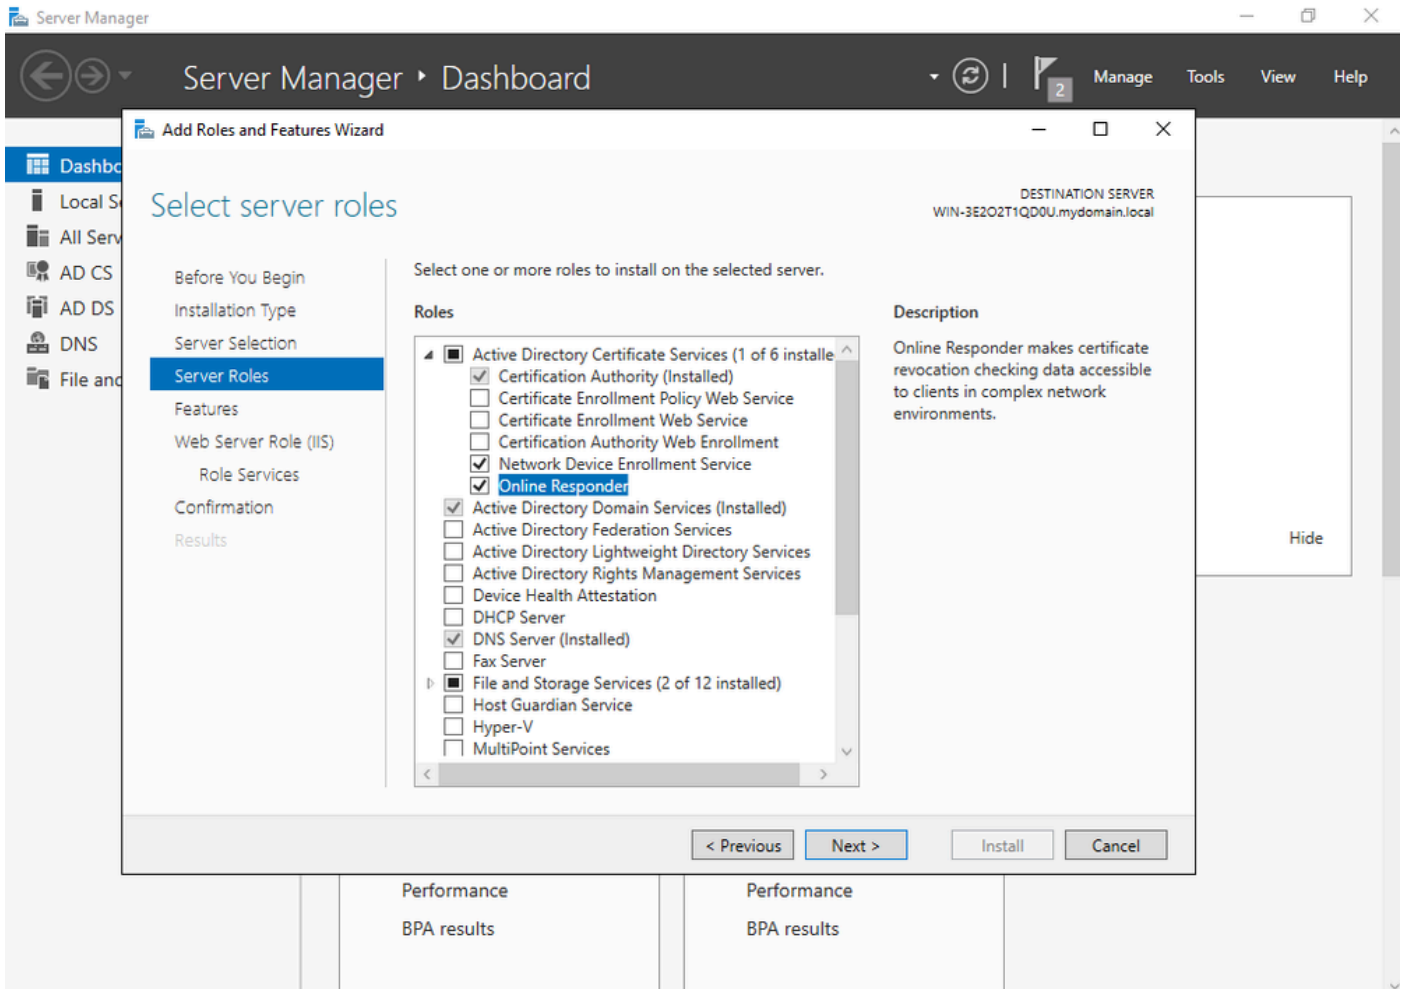 Server Manager
Server Manager • Dashboard
2
Manage Tools View Help
Add Roles and Features Wizard
Dashbo
Local Se
All Serv
AD CS
AD DS
DNS
File and
Select server roles
DESTINATION SERVER
WIN-3E2O2T1QD0U.mydomain.local
Before You Begin
Installation Type
Server Selection
Server Roles
Features
Web Server Role (IIS)
Role Services
Confirmation
Results
Select one or more roles to install on the selected server.
Roles
Active Directory Certificate Services (1 of 6 installe
Certification Authority (Installed)
Certificate Enrollment Policy Web Service
Certificate Enrollment Web Service
Certification Authority Web Enrollment
Network Device Enrollment Service
Online Responder
Active Directory Domain Services (Installed)
Active Directory Federation Services
Active Directory Lightweight Directory Services
Active Directory Rights Management Services
Device Health Attestation
DHCP Server
DNS Server (Installed)
Fax Server
File and Storage Services (2 of 12 installed)
Host Guardian Service
Hyper-V
MultiPoint Services
Description
Online Responder makes certificate
revocation checking data accessible
to clients in complex network
environments.
Hide
< Previous
Next >
Install
Cancel
Performance
BPA results
Performance
BPA results